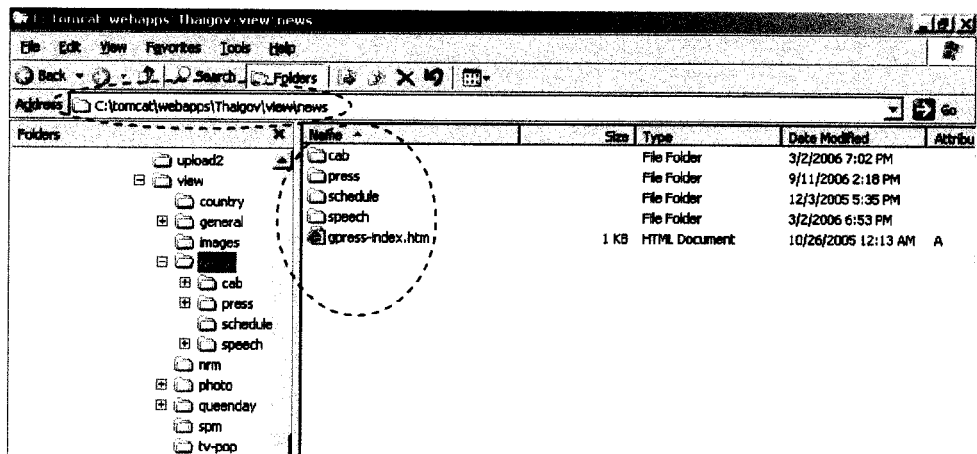 C:\tomcat\webapps\Thaigov\view\news
File Edit View Favorites Tools Help
Back Search Folders
Address C:\tomcat\webapps\Thaigov\view\news Go
Folders
upload2
view
country
general
images
cab
press
schedule
speech
nrm
photo
queenday
spm
tv-pop
Name Size Type Date Modified Attribu
cab File Folder 3/2/2006 7:02 PM
press File Folder 9/11/2006 2:18 PM
schedule File Folder 12/3/2005 5:35 PM
speech File Folder 3/2/2006 6:53 PM
gpress-index.htm 1 KB HTML Document 10/26/2005 12:13 AM A